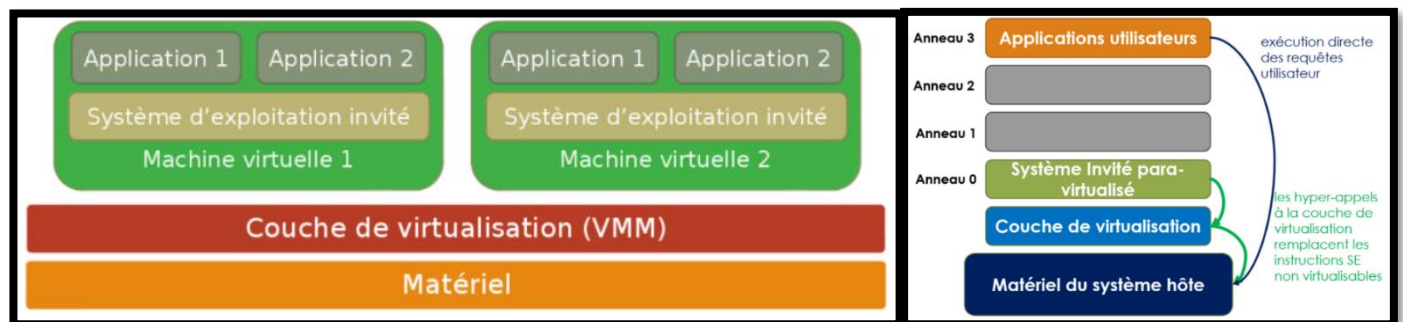 Application 1
Application 2
Système d'exploitation invité
Machine virtuelle 1
Application 1
Application 2
Système d'exploitation invité
Machine virtuelle 2
Couche de virtualisation (VMM)
Matériel
Anneau 3
Applications utilisateurs
exécution directe
des requêtes
utilisateur
Anneau 2
Anneau 1
Anneau 0
Système Invité para-
virtualisé
Couche de virtualisation
les hyper-appels
à la couche de
virtualisation
remplacent les
instructions SE
non virtualisables
Matériel du système hôte